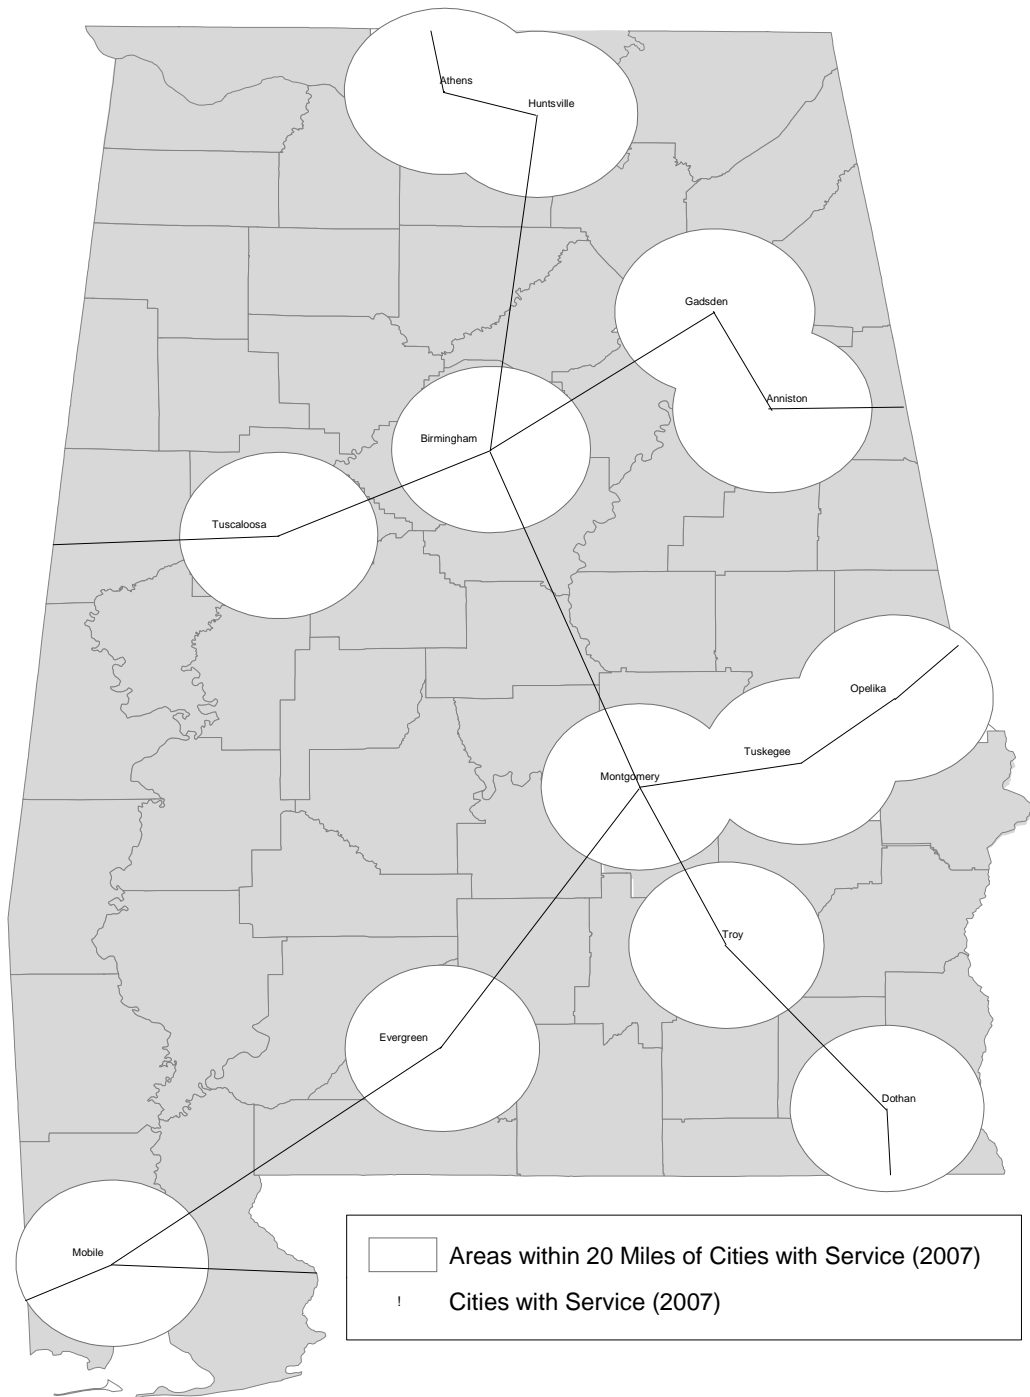 Athens
Huntsville
Gadsden
Anniston
Birmingham
Tuscaloosa
Opelika
Tuskegee
Montgomery
Troy
Evergreen
Dothan
Mobile
Areas within 20 Miles of Cities with Service (2007)
! Cities with Service (2007)